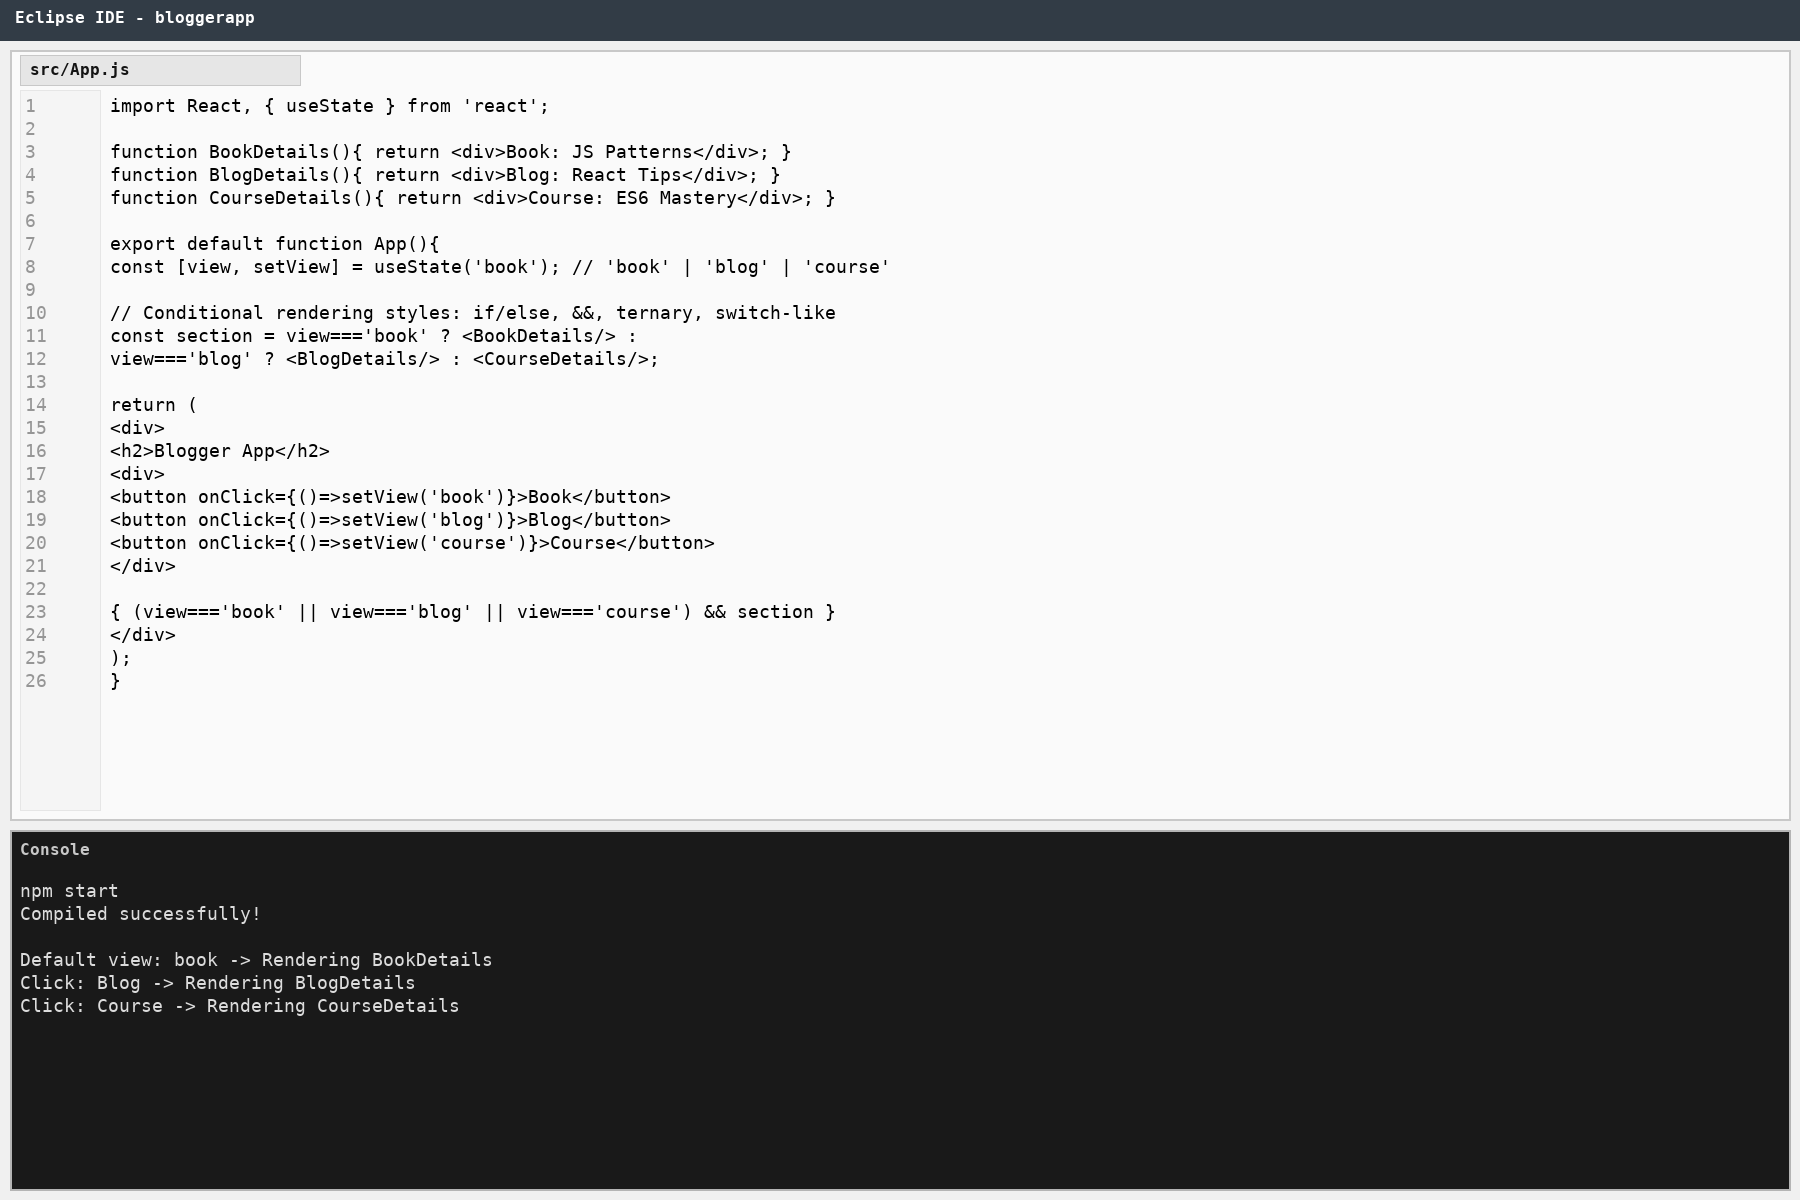 Eclipse IDE - bloggerapp
src/App.js
1 import React, { useState } from 'react';
2
3 function BookDetails(){ return <div>Book: JS Patterns</div>; }
4 function BlogDetails(){ return <div>Blog: React Tips</div>; }
5 function CourseDetails(){ return <div>Course: ES6 Mastery</div>; }
6
7 export default function App(){
8 const [view, setView] = useState('book'); // 'book' | 'blog' | 'course'
9
10 // Conditional rendering styles: if/else, &&, ternary, switch-like
11 const section = view==='book' ? <BookDetails/> :
12 view==='blog' ? <BlogDetails/> : <CourseDetails/>;
13
14 return (
15 <div>
16 <h2>Blogger App</h2>
17 <div>
18 <button onClick={()=>setView('book')}>Book</button>
19 <button onClick={()=>setView('blog')}>Blog</button>
20 <button onClick={()=>setView('course')}>Course</button>
21 </div>
22
23 { (view==='book' || view==='blog' || view==='course') && section }
24 </div>
25 );
26 }
Console
npm start
Compiled successfully!
Default view: book -> Rendering BookDetails
Click: Blog -> Rendering BlogDetails
Click: Course -> Rendering CourseDetails